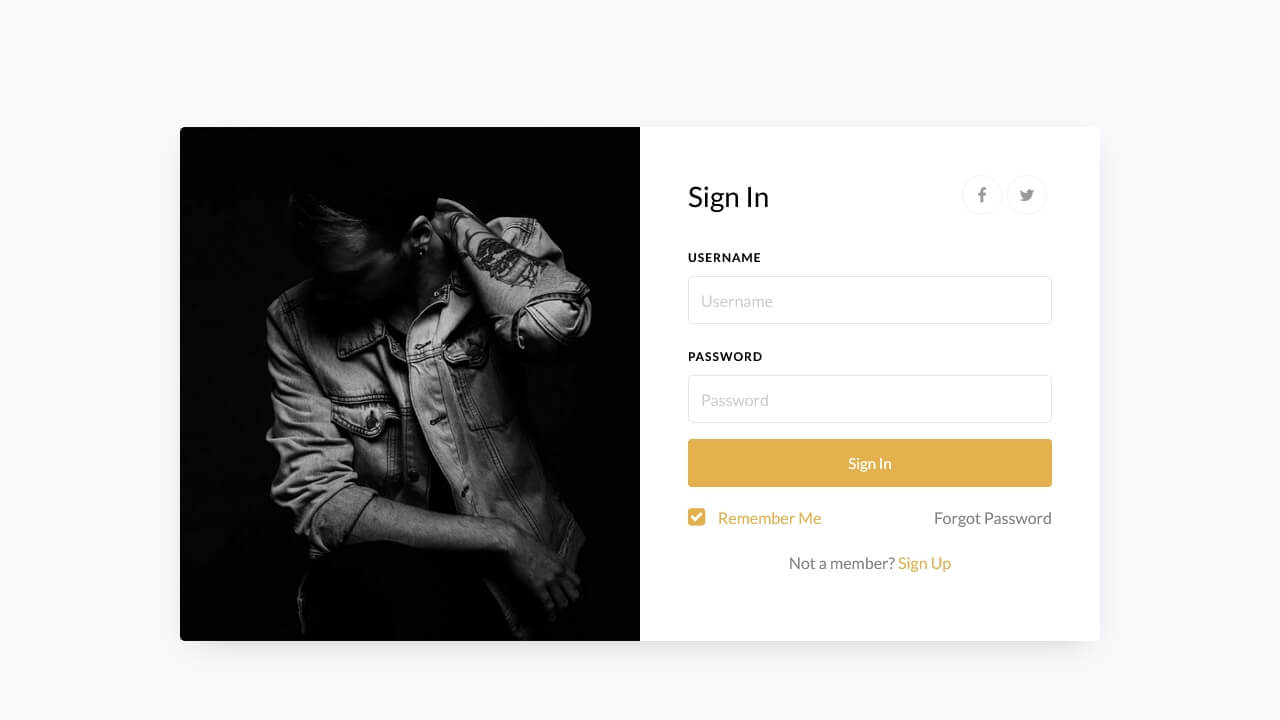 Sign In
USERNAME
Username
PASSWORD
Password
Sign In
Remember Me Forgot Password
Not a member? Sign Up